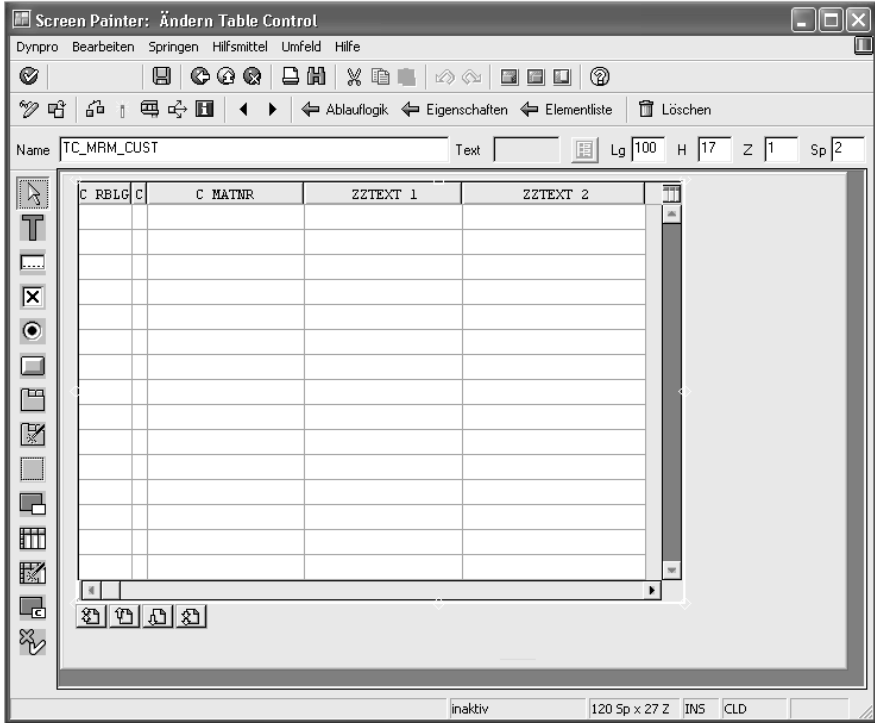 Screen Painter: Ändern Table Control
Dynpro Bearbeiten Springen Hilfsmittel Umfeld Hilfe
Ablauflogik Eigenschaften Elementliste Löschen
Name TC_MRM_CUST Text Lg 100 H 17 Z 1 Sp 2
C RBLG C C MATNR ZZTEXT 1 ZZTEXT 2
inaktiv 120 Sp x 27 Z INS CLD